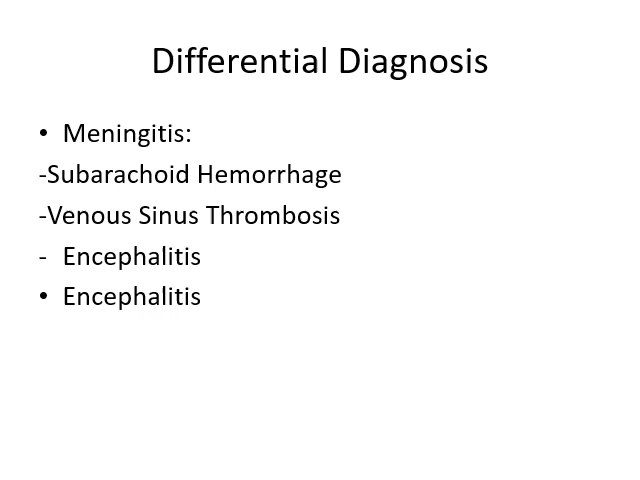 Differential Diagnosis
• Meningitis:
-Subarachoid Hemorrhage
-Venous Sinus Thrombosis
- Encephalitis
• Encephalitis